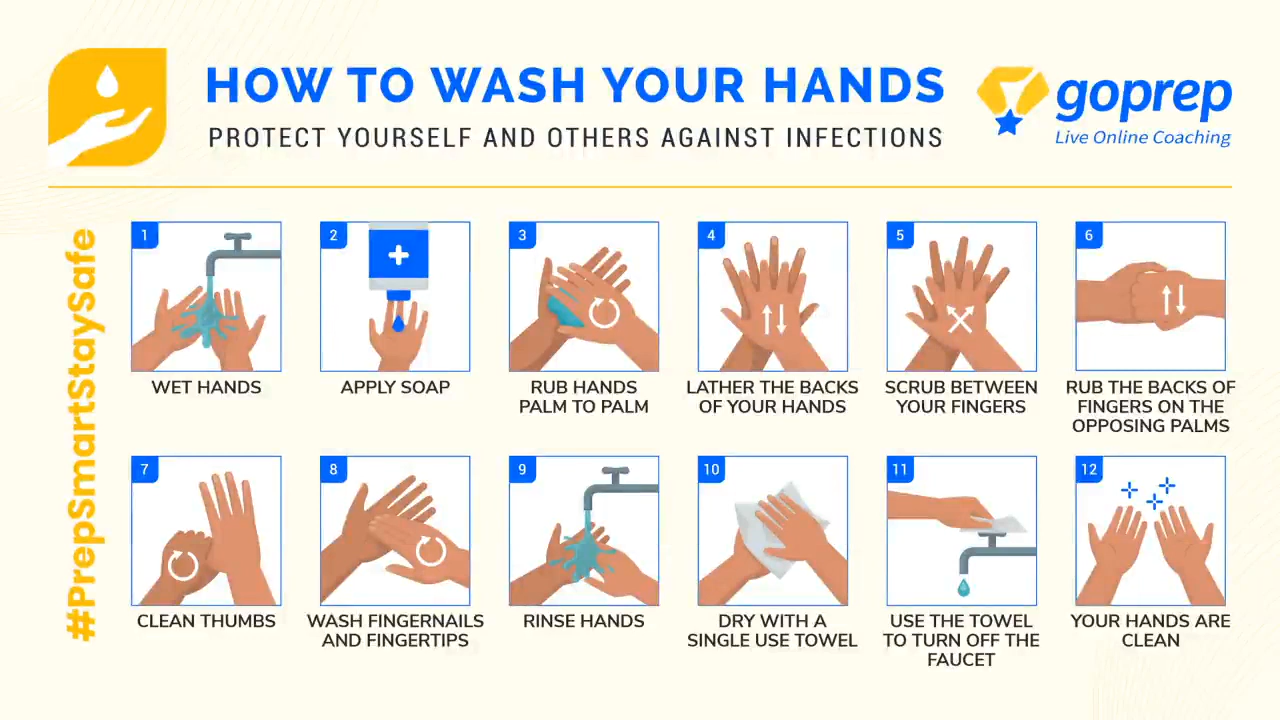 HOW TO WASH YOUR HANDS
PROTECT YOURSELF AND OTHERS AGAINST INFECTIONS
goprep
Live Online Coaching
#PrepSmartStaySafe
1
WET HANDS
2
APPLY SOAP
3
RUB HANDS
PALM TO PALM
4
LATHER THE BACKS
OF YOUR HANDS
5
SCRUB BETWEEN
YOUR FINGERS
6
RUB THE BACKS OF
FINGERS ON THE
OPPOSING PALMS
7
CLEAN THUMBS
8
WASH FINGERNAILS
AND FINGERTIPS
9
RINSE HANDS
10
DRY WITH A
SINGLE USE TOWEL
11
USE THE TOWEL
TO TURN OFF THE
FAUCET
12
YOUR HANDS ARE
CLEAN